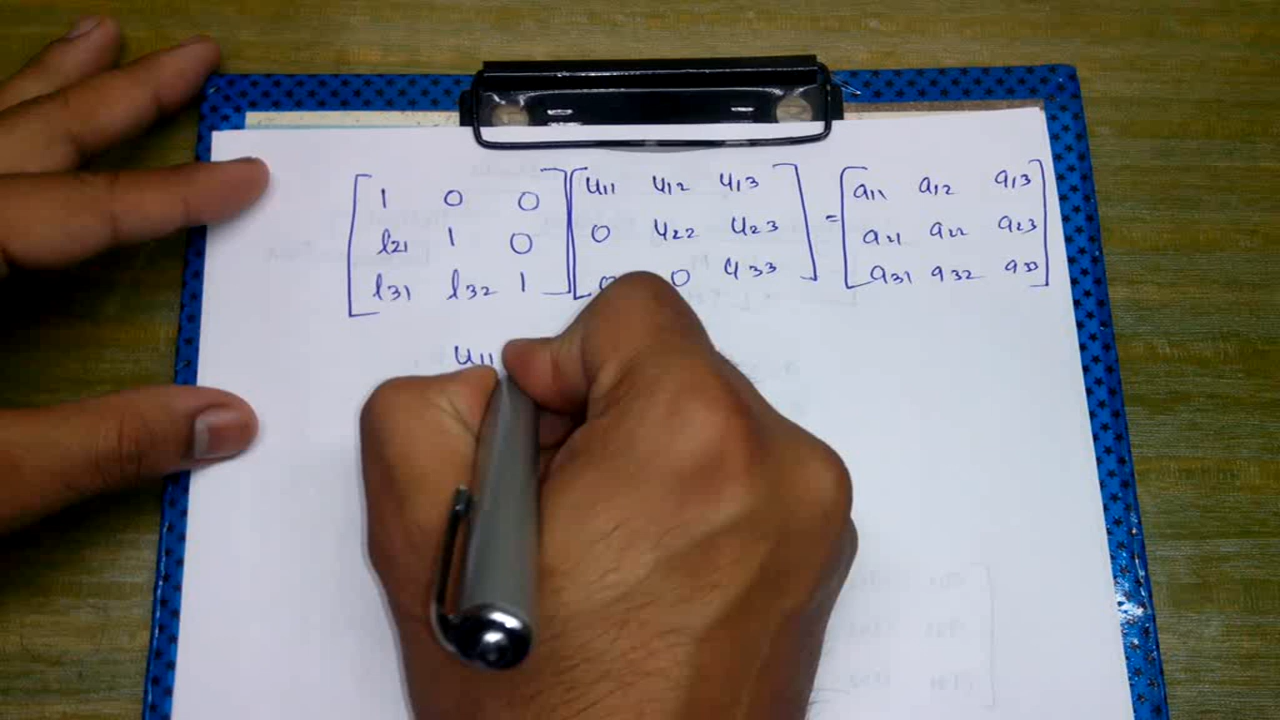 [1 0 0] [u11 u12 u13] = [a11 a12 a13]
[l21 1 0] [0 u22 u23] [a21 a22 a23]
[l31 l32 1] [0 0 u33] [a31 a32 a33]
u11